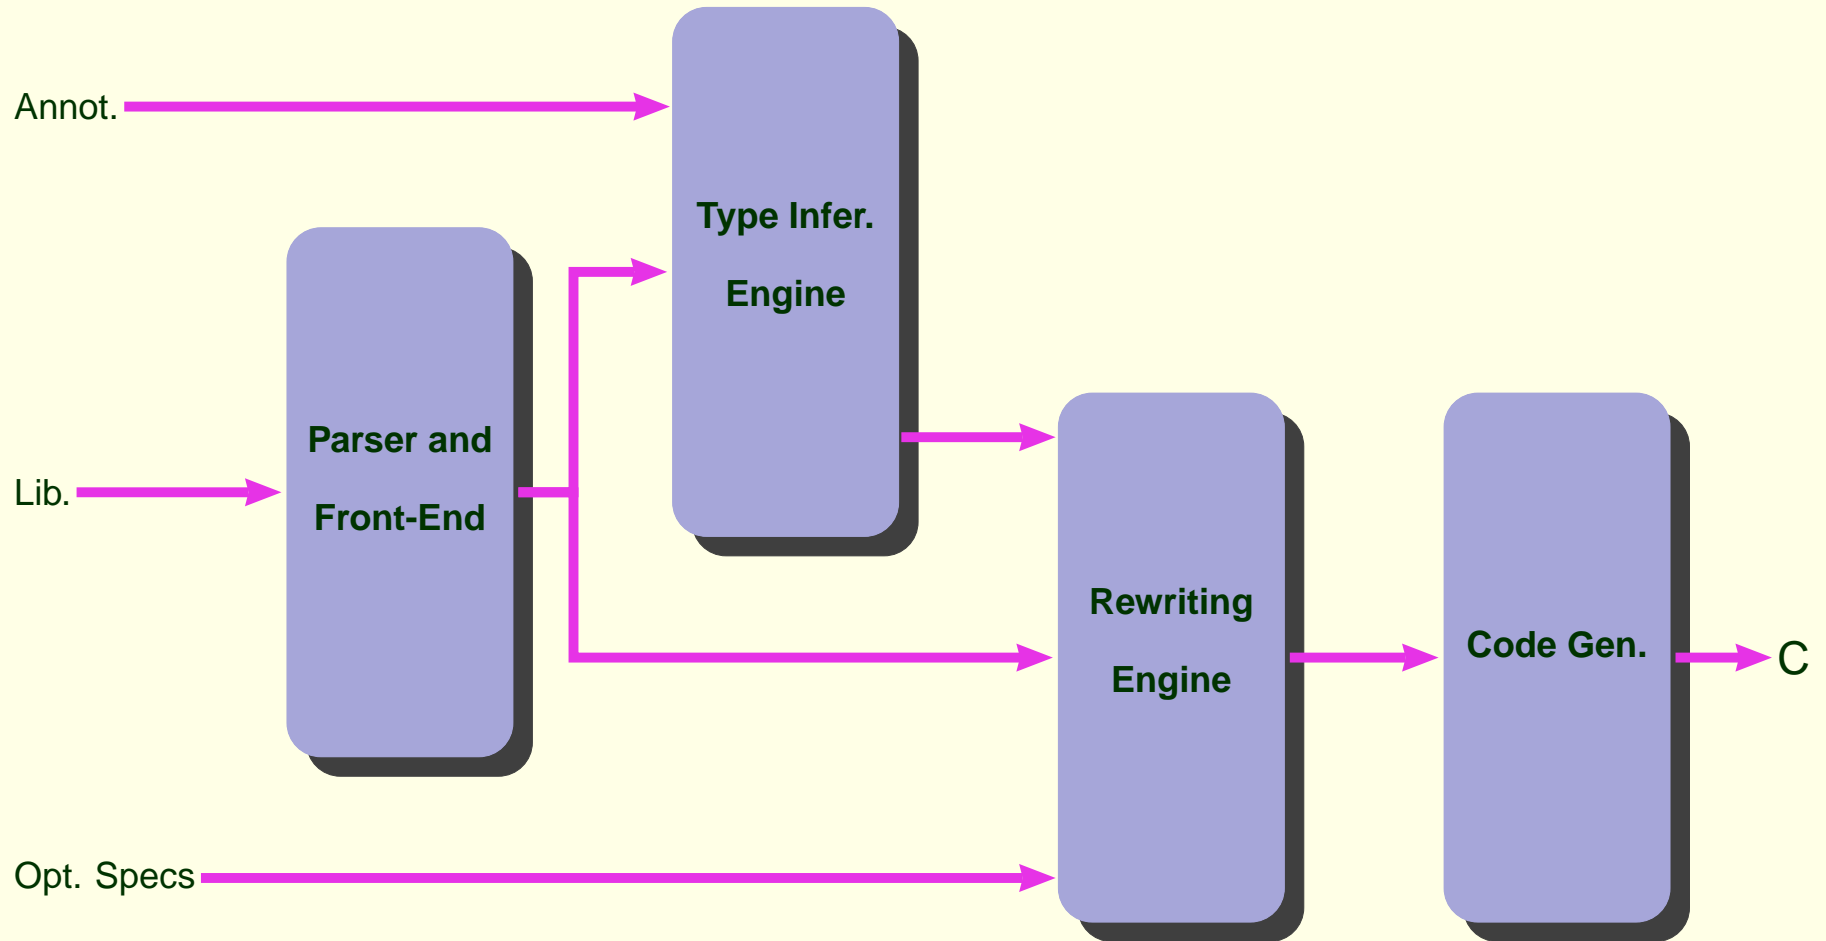 Annot.
Type Infer.
Engine
Parser and
Front-End
Lib.
Rewriting
Engine
Code Gen.
C
Opt. Specs